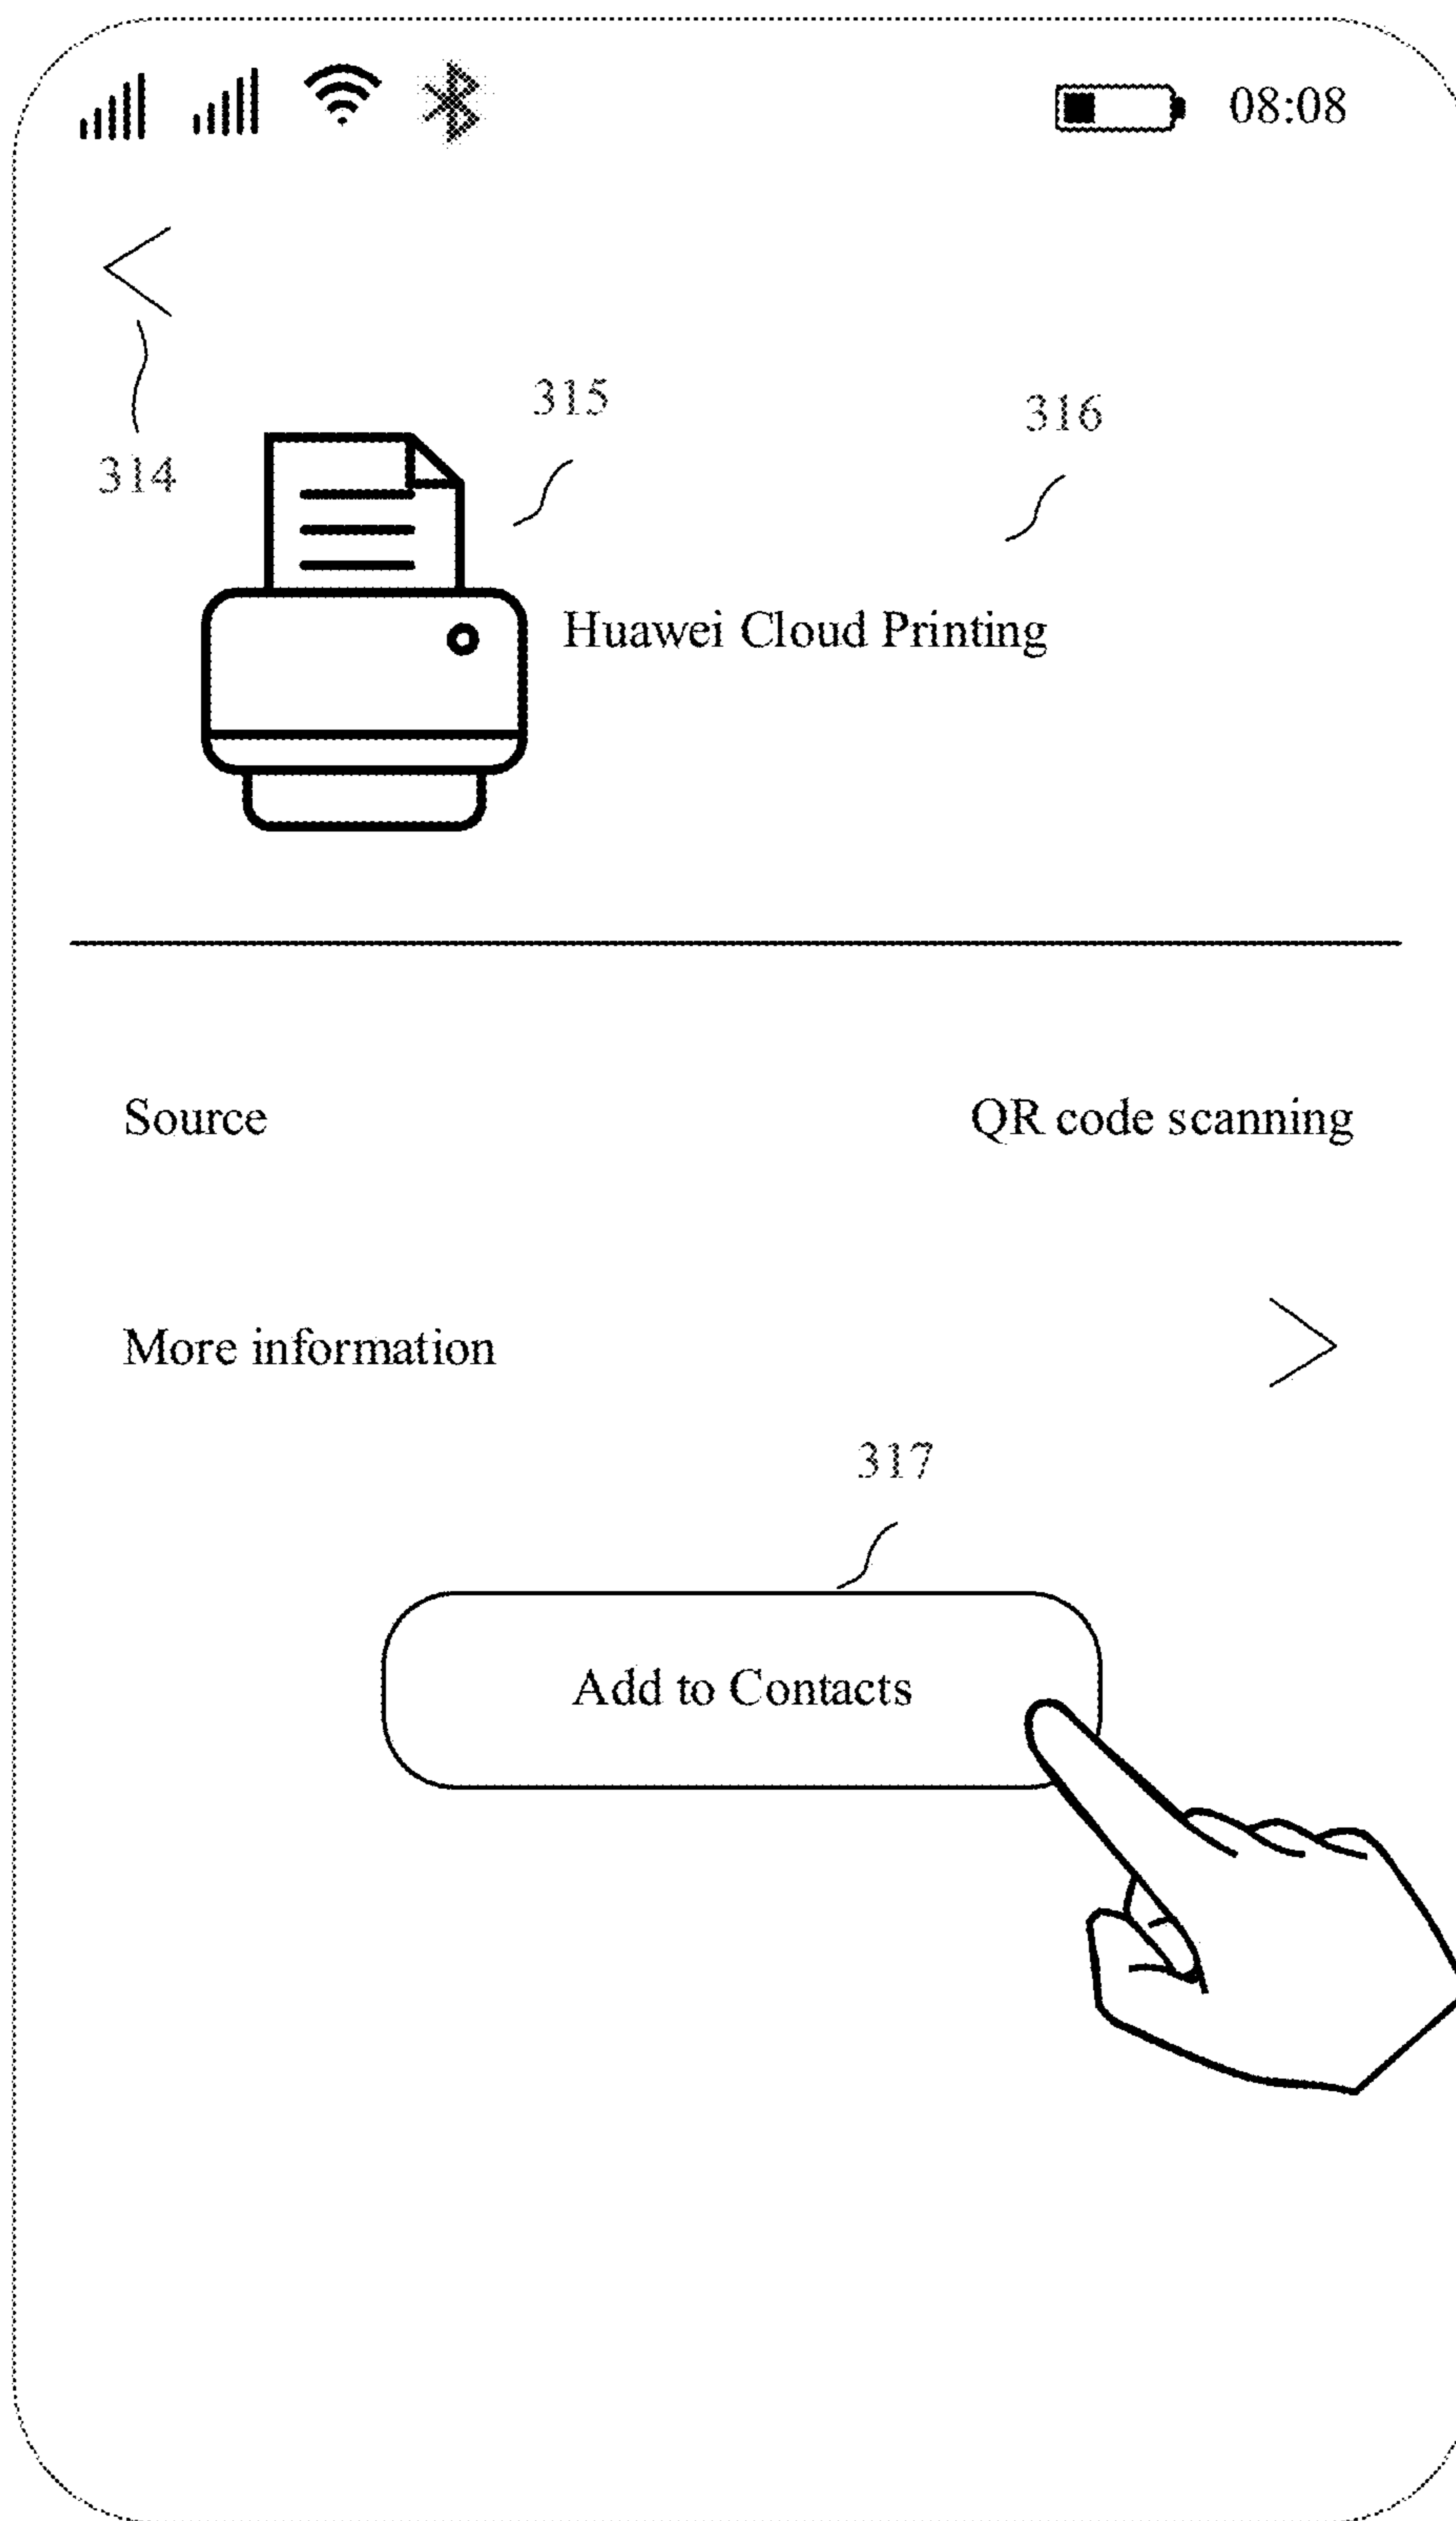 08:08
314
315
316
Huawei Cloud Printing
Source QR code scanning
More information
317
Add to Contacts